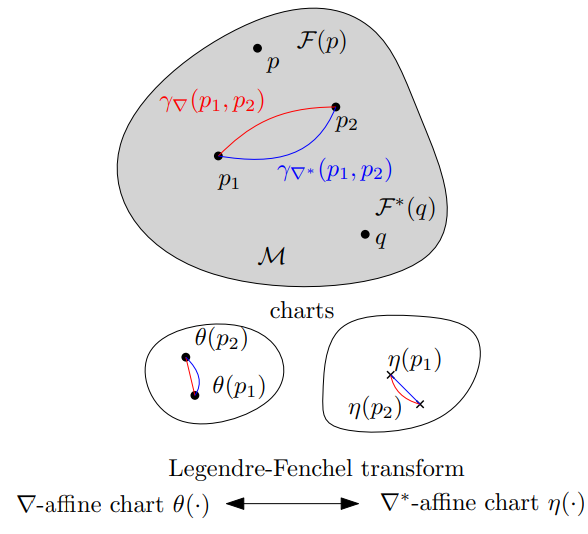 ℱ(p)
p
γ∇(p₁, p₂)
p₂
γ∇*(p₁, p₂)
p₁
ℱ*(q)
q
ℳ
charts
θ(p₂)
η(p₁)
θ(p₁)
η(p₂)
Legendre-Fenchel transform
∇-affine chart θ(·) ∇*-affine chart η(·)